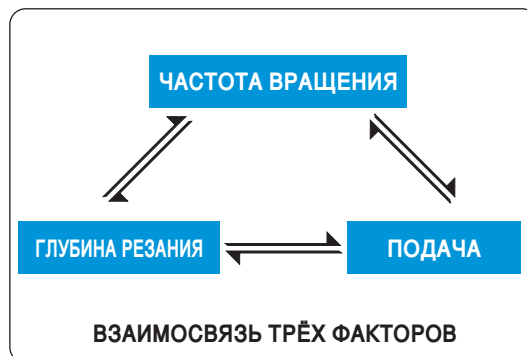 ЧАСТОТА ВРАЩЕНИЯ
ГЛУБИНА РЕЗАНИЯ
ПОДАЧА
ВЗАИМОСВЯЗЬ ТРЁХ ФАКТОРОВ